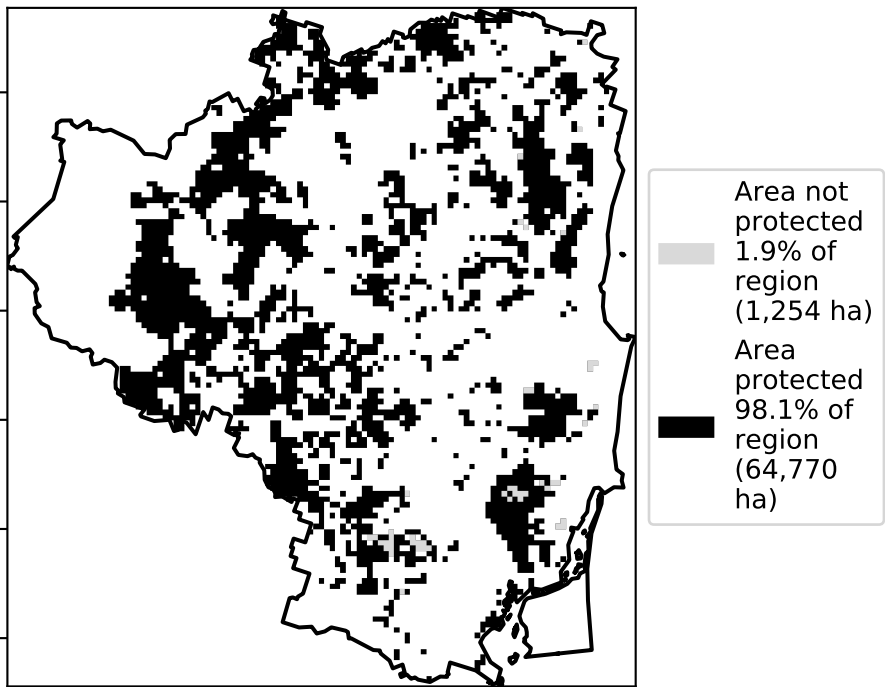 Area not
protected
1.9% of
region
(1,254 ha)
Area
protected
98.1% of
region
(64,770
ha)